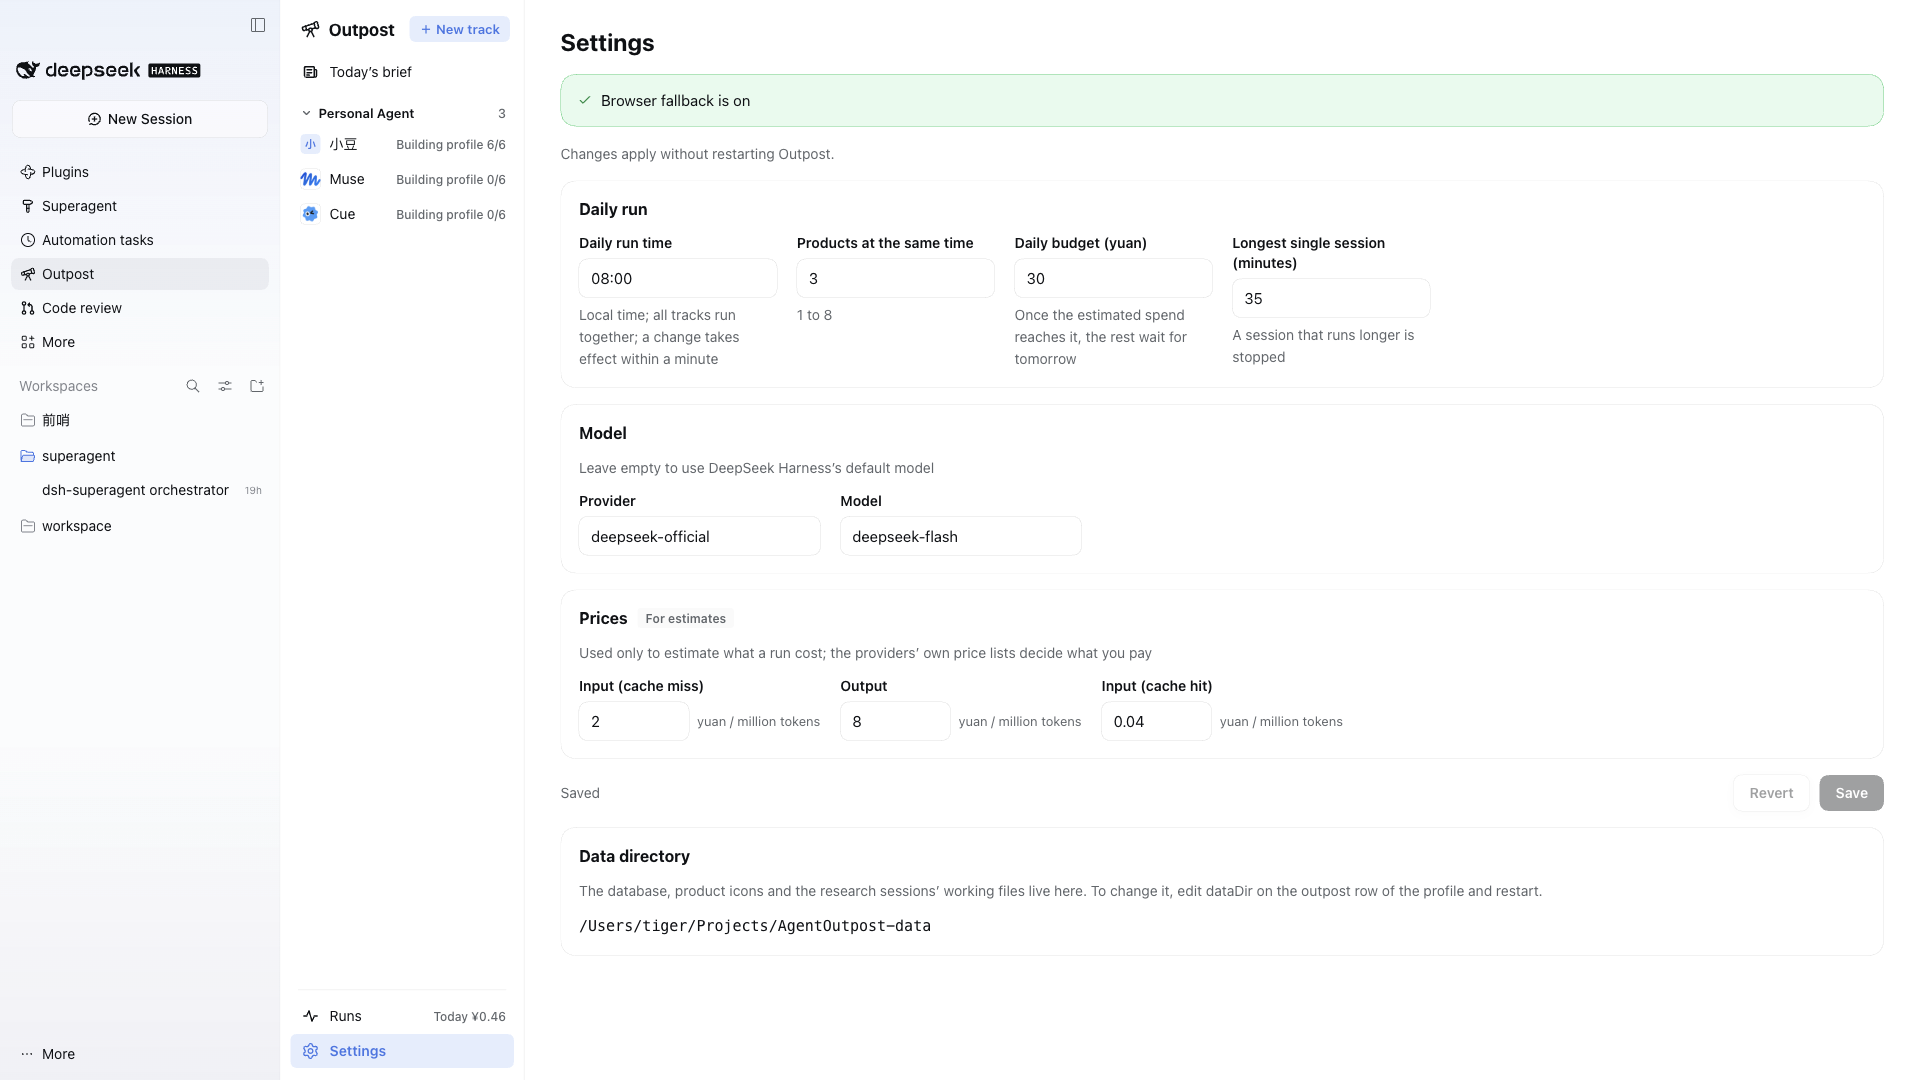 deepseek HARNESS
New Session
Plugins
Superagent
Automation tasks
Outpost
Code review
More
Workspaces
前哨
superagent
dsh-superagent orchestrator 19h
workspace
More
Outpost
+ New track
Today's brief
Personal Agent 3
小 小豆 Building profile 6/6
Muse Building profile 0/6
Cue Building profile 0/6
Runs Today ¥0.46
Settings
Settings
Browser fallback is on
Changes apply without restarting Outpost.
Daily run
Daily run time
08:00
Local time; all tracks run
together; a change takes
effect within a minute
Products at the same time
3
1 to 8
Daily budget (yuan)
30
Once the estimated spend
reaches it, the rest wait for
tomorrow
Longest single session
(minutes)
35
A session that runs longer is
stopped
Model
Leave empty to use DeepSeek Harness's default model
Provider
deepseek-official
Model
deepseek-flash
Prices For estimates
Used only to estimate what a run cost; the providers' own price lists decide what you pay
Input (cache miss)
2 yuan / million tokens
Output
8 yuan / million tokens
Input (cache hit)
0.04 yuan / million tokens
Saved
Revert
Save
Data directory
The database, product icons and the research sessions' working files live here. To change it, edit dataDir on the outpost row of the profile and restart.
/Users/tiger/Projects/AgentOutpost-data